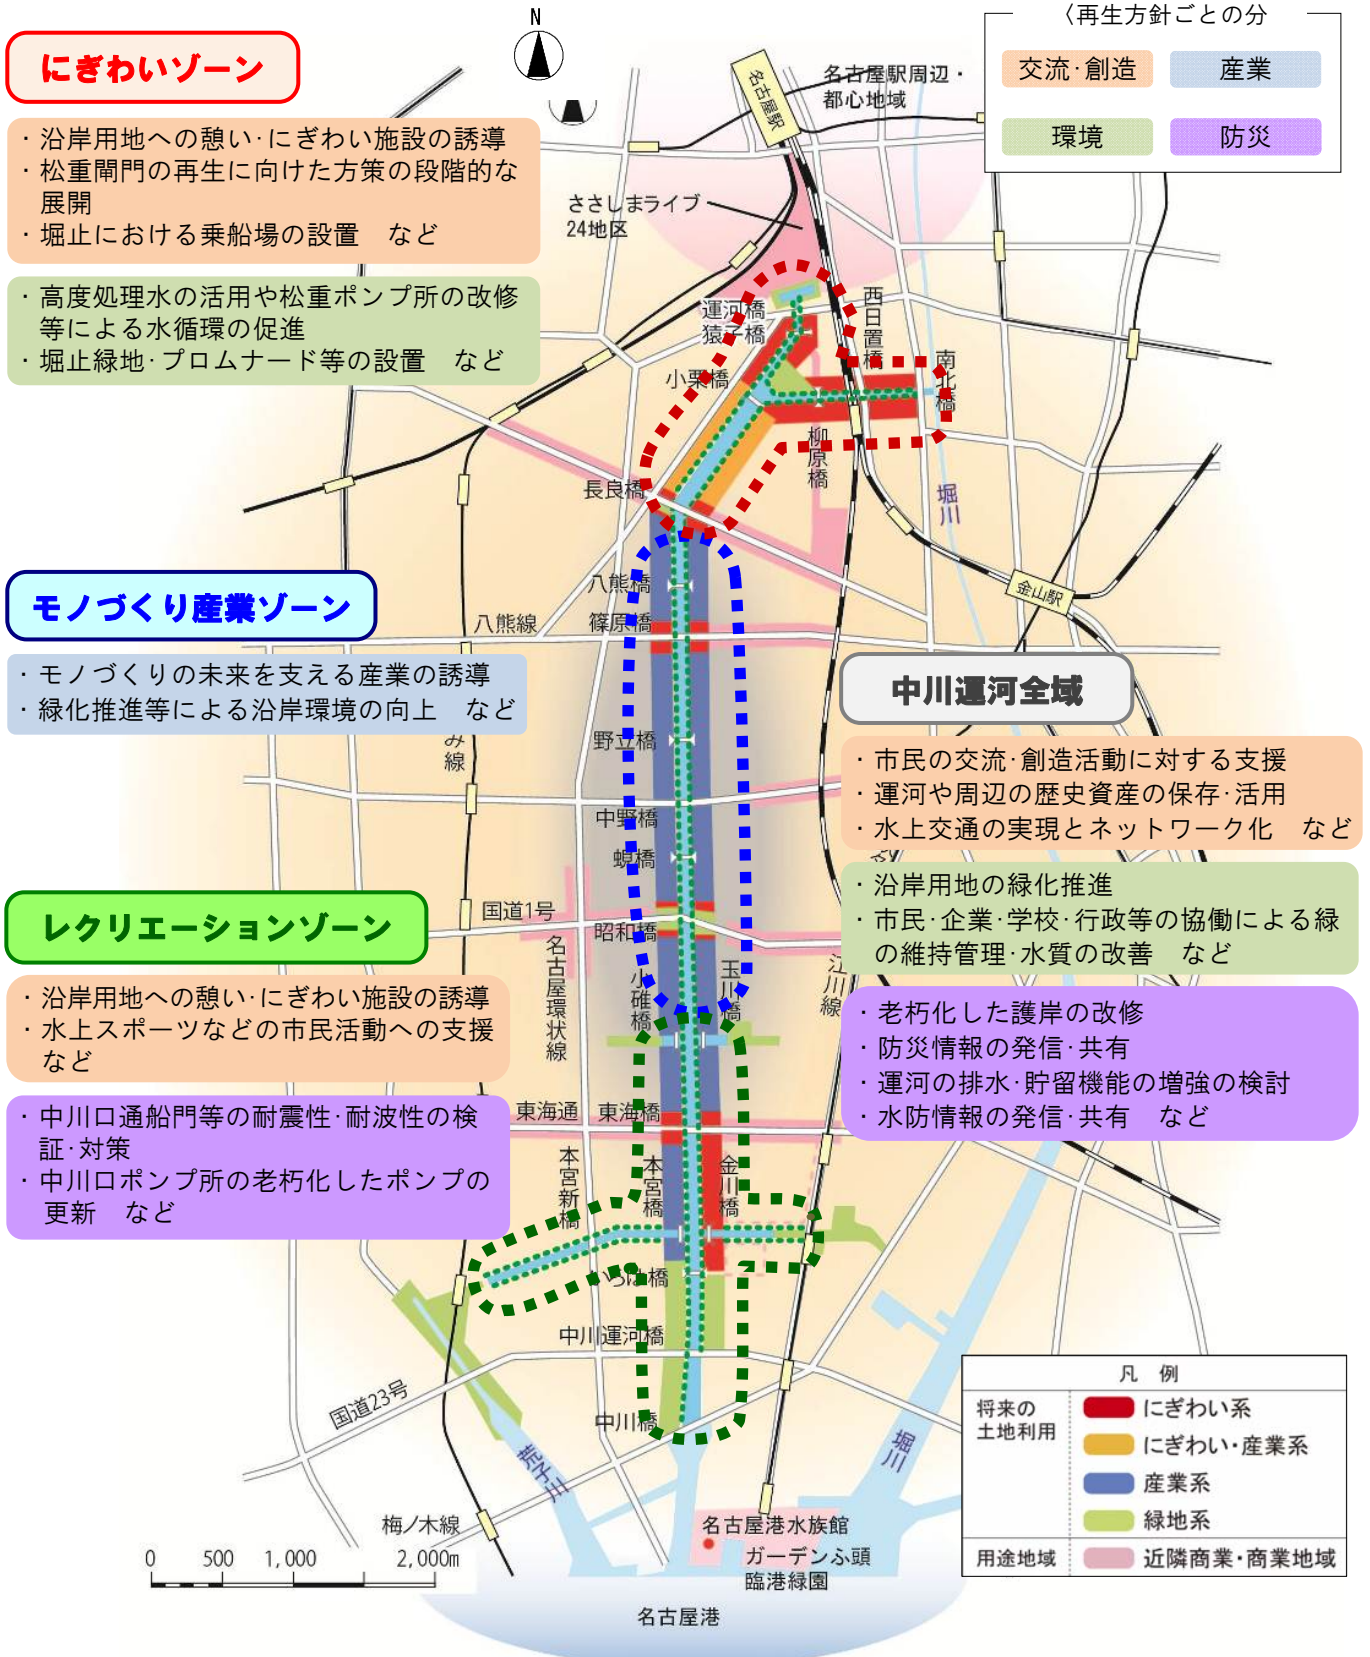 N
〈再生方針ごとの分
交流・創造
産業
環境
防災
にぎわいゾーン
・沿岸用地への憩い・にぎわい施設の誘導
・松重閘門の再生に向けた方策の段階的な
展開
・堀止における乗船場の設置　など
・高度処理水の活用や松重ポンプ所の改修
等による水循環の促進
・堀止緑地・プロムナード等の設置　など
名古屋駅
名古屋駅周辺・
都心地域
ささしまライブ
24地区
運河橋
猿子橋
西日置橋
小栗橋
南北橋
柳原橋
長良橋
堀川
モノづくり産業ゾーン
・モノづくりの未来を支える産業の誘導
・緑化推進等による沿岸環境の向上　など
八熊橋
八熊線
篠原橋
金山駅
み線
野立橋
中野橋
蜆橋
中川運河全域
・市民の交流・創造活動に対する支援
・運河や周辺の歴史資産の保存・活用
・水上交通の実現とネットワーク化　など
・沿岸用地の緑化推進
・市民・企業・学校・行政等の協働による緑
の維持管理・水質の改善　など
・老朽化した護岸の改修
・防災情報の発信・共有
・運河の排水・貯留機能の増強の検討
・水防情報の発信・共有　など
レクリエーションゾーン
・沿岸用地への憩い・にぎわい施設の誘導
・水上スポーツなどの市民活動への支援
など
・中川口通船門等の耐震性・耐波性の検
証・対策
・中川口ポンプ所の老朽化したポンプの
更新　など
国道1号
昭和橋
名古屋環状線
小碓橋
玉川橋
江川線
東海通
東海橋
本宮新橋
本宮橋
金川橋
いろは橋
中川運河橋
国道23号
中川橋
荒子川
堀川
梅ノ木線
名古屋港水族館
ガーデンふ頭
臨港緑園
名古屋港
0 500 1,000 2,000m
凡　例
将来の
土地利用
にぎわい系
にぎわい・産業系
産業系
緑地系
用途地域
近隣商業・商業地域